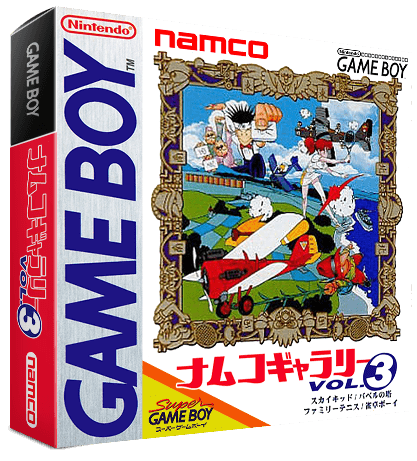 GAME BOY
ナムコギャラリー
VOL.3
namco
Nintendo
GAME BOY
TM
Super
GAME BOY
スーパーゲームボーイ
namco
Nintendo
GAME BOY
ナムコギャラリー
VOL.3
スカイキッド/バベルの塔
ファミリーテニス/雀卓ボーイ